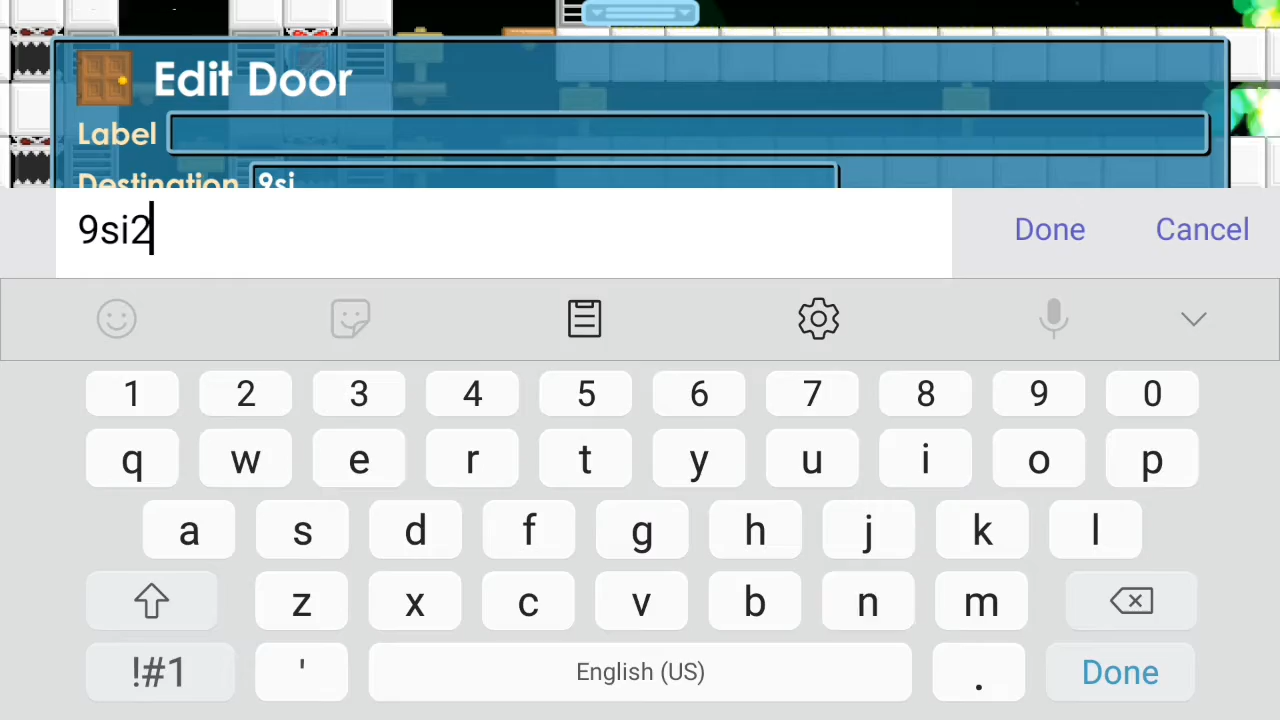 Edit Door
Label
Destination 9si
9si2
Done Cancel
1 2 3 4 5 6 7 8 9 0
q w e r t y u i o p
a s d f g h j k l
z x c v b n m
!#1 ' English (US) . Done